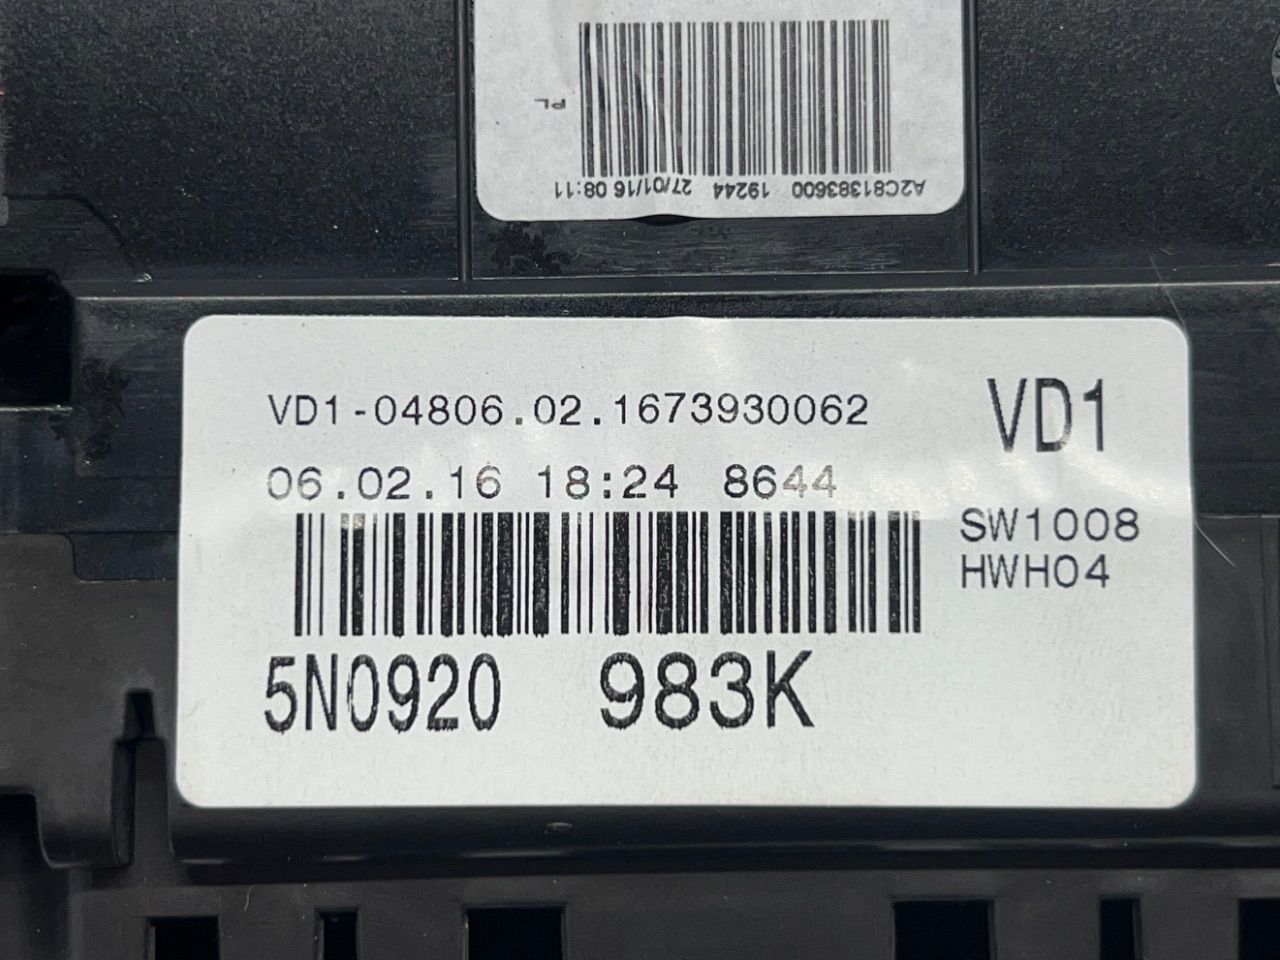 PL
A2C81383600 19244 27/01/16 08:11
VD1-04806.02.1673930062
VD1
06.02.16 18:24 8644
SW1008
HWH04
5N0920 983K